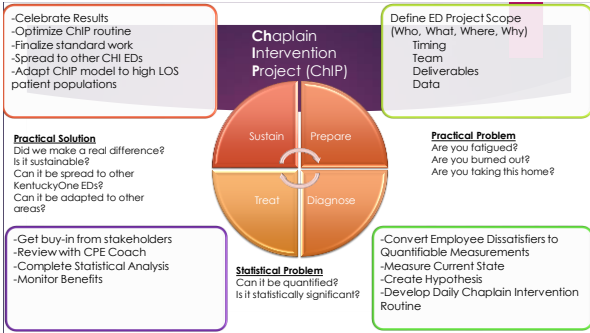 -Celebrate Results
-Optimize ChIP routine
-Finalize standard work
-Spread to other CHI EDs
-Adapt ChIP model to high LOS
patient populations
Chaplain
Intervention
Project (ChIP)
Define ED Project Scope
(Who, What, Where, Why)
Timing
Team
Deliverables
Data
Practical Solution
Did we make a real difference?
Is it sustainable?
Can it be spread to other
KentuckyOne EDs?
Can it be adapted to other
areas?
Sustain
Prepare
Treat
Diagnose
Practical Problem
Are you fatigued?
Are you burned out?
Are you taking this home?
-Get buy-in from stakeholders
-Review with CPE Coach
-Complete Statistical Analysis
-Monitor Benefits
Statistical Problem
Can it be quantified?
Is it statistically significant?
-Convert Employee Dissatisfiers to
Quantifiable Measurements
-Measure Current State
-Create Hypothesis
-Develop Daily Chaplain Intervention
Routine